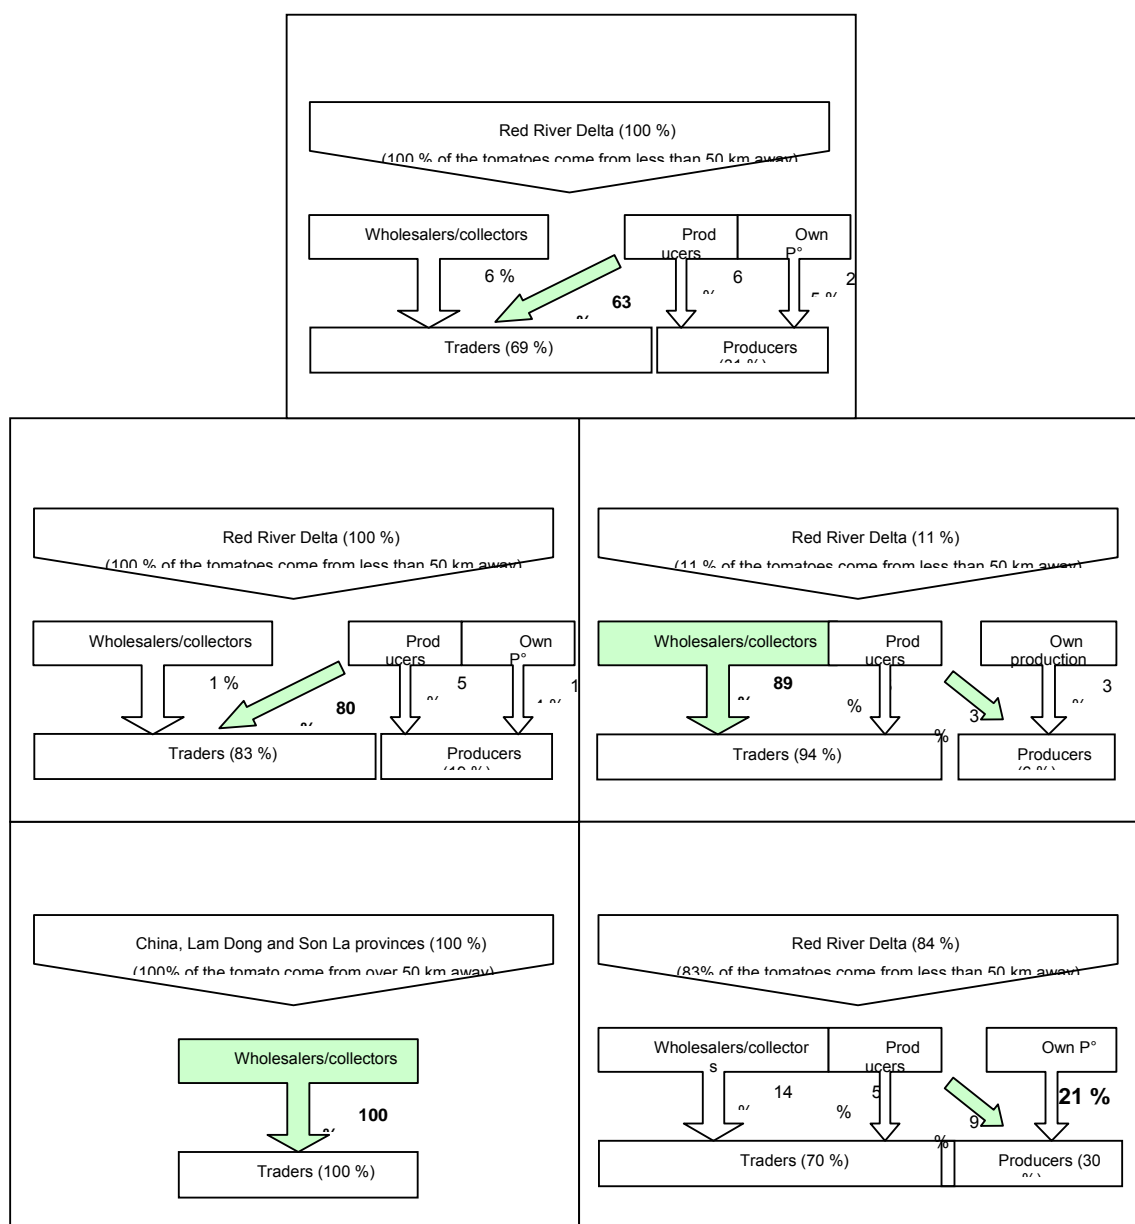 Red River Delta (100 %)
(100 % of the tomatoes come from less than 50 km away)
Wholesalers/collectors
Prod
ucers
Own
P°
6 %
63
%
6
%
2
5 %
Traders (69 %)
Producers
(31 %)
Red River Delta (100 %)
(100 % of the tomatoes come from less than 50 km away)
Wholesalers/collectors
Prod
ucers
Own
P°
1 %
80
%
5
%
1
Traders (83 %)
Producers
Red River Delta (11 %)
(11 % of the tomatoes come from less than 50 km away)
Wholesalers/collectors
Prod
ucers
Own
production
89
%
%
3
%
3
%
Traders (94 %)
Producers
(6 %)
China, Lam Dong and Son La provinces (100 %)
(100% of the tomato come from over 50 km away)
Wholesalers/collectors
100
%
Traders (100 %)
Red River Delta (84 %)
(83% of the tomatoes come from less than 50 km away)
Wholesalers/collector
s
Prod
ucers
Own P°
14
%
5
%
9
%
21 %
Traders (70 %)
Producers (30
%)